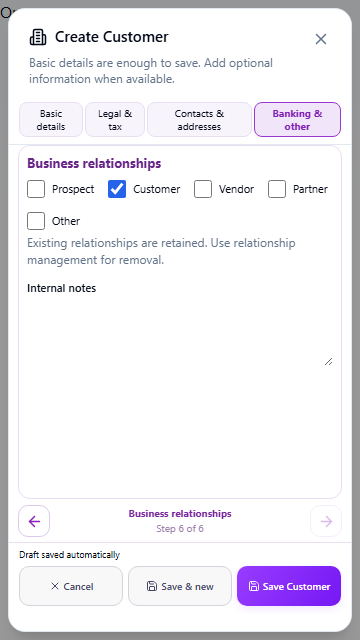 Create Customer
Basic details are enough to save. Add optional
information when available.
Basic
details
Legal &
tax
Contacts &
addresses
Banking &
other
Business relationships
Prospect
Customer
Vendor
Partner
Other
Existing relationships are retained. Use relationship
management for removal.
Internal notes
Business relationships
Step 6 of 6
Draft saved automatically
Cancel
Save & new
Save Customer